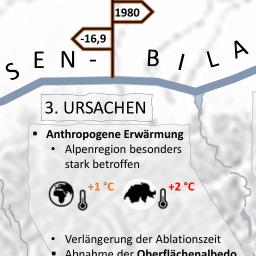 1980
-16,9
SEN- BILA
3. URSACHEN
▪ Anthropogene Erwärmung
• Alpenregion besonders
stark betroffen
+1 °C +2 °C
• Verlängerung der Ablationszeit
• Abnahme der Oberflächenalbedo